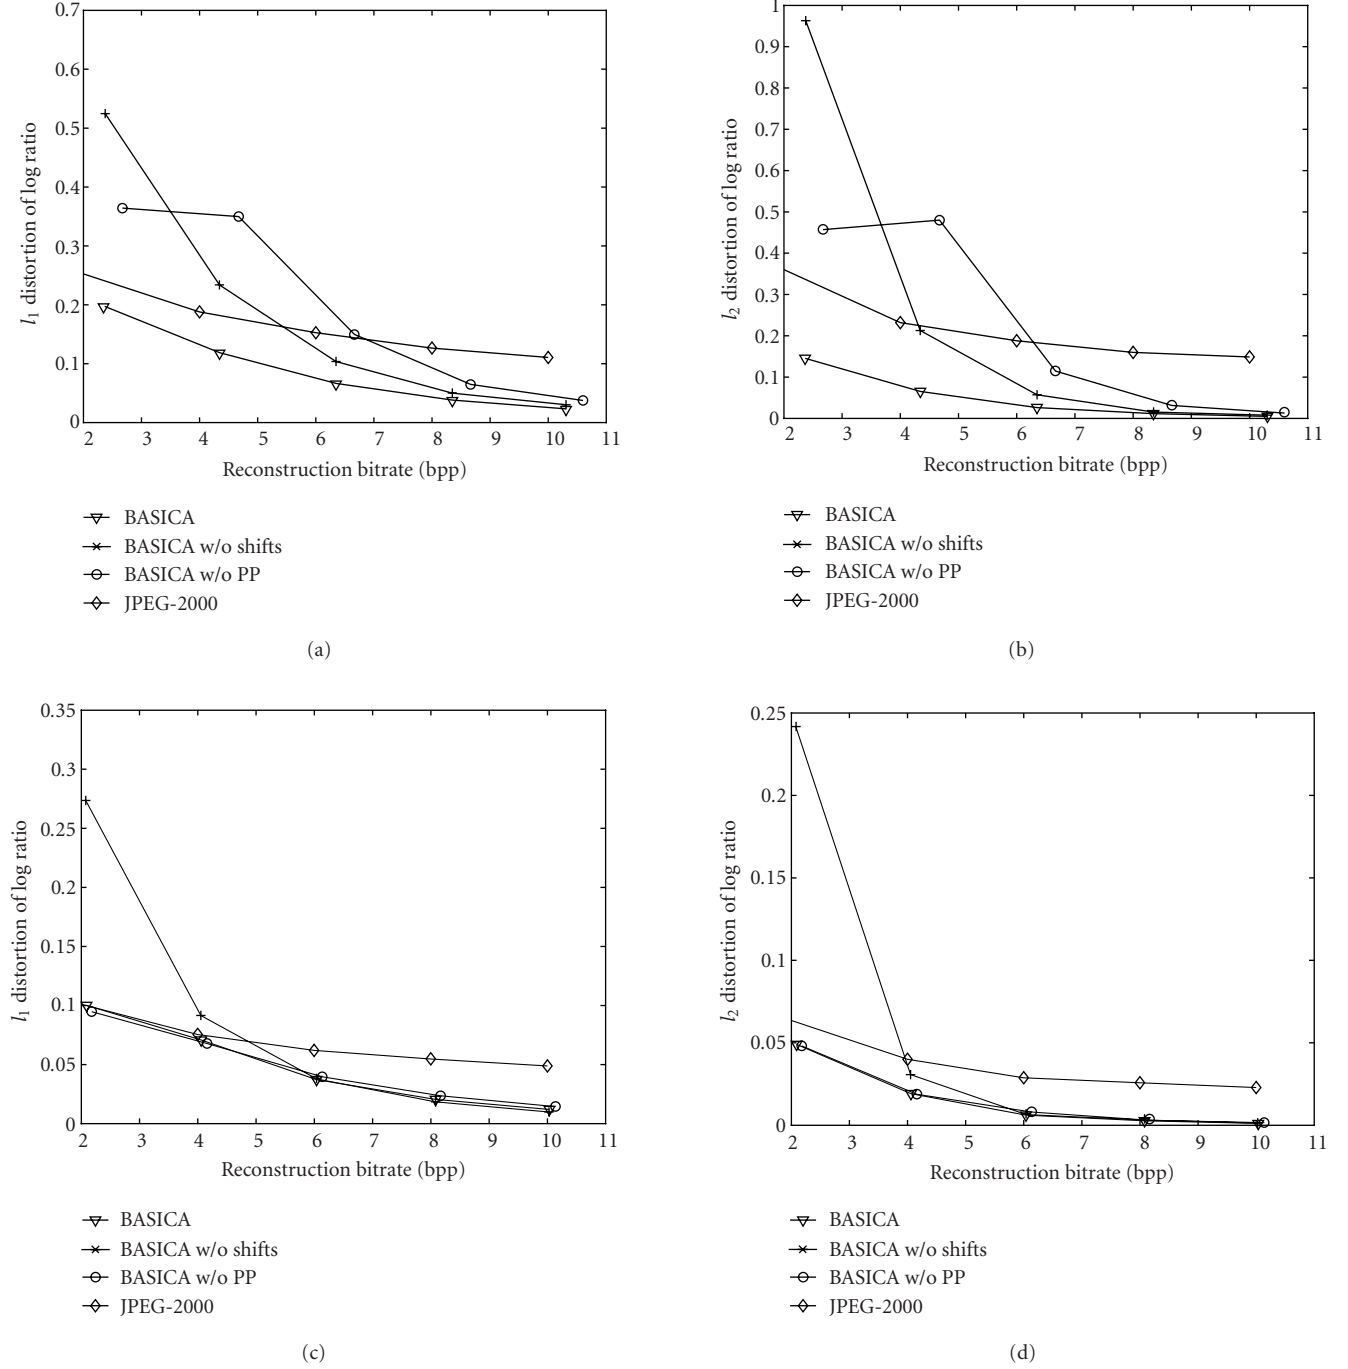 0.7
0.6
0.5
0.4
0.3
0.2
0.1
0
l1 distortion of log ratio
2 3 4 5 6 7 8 9 10 11
Reconstruction bitrate (bpp)
BASICA
BASICA w/o shifts
BASICA w/o PP
JPEG-2000
(a)
1
0.9
0.8
0.7
0.6
0.5
0.4
0.3
0.2
0.1
0
l2 distortion of log ratio
2 3 4 5 6 7 8 9 10 11
Reconstruction bitrate (bpp)
BASICA
BASICA w/o shifts
BASICA w/o PP
JPEG-2000
(b)
0.35
0.3
0.25
0.2
0.15
0.1
0.05
0
l1 distortion of log ratio
2 3 4 5 6 7 8 9 10 11
Reconstruction bitrate (bpp)
BASICA
BASICA w/o shifts
BASICA w/o PP
JPEG-2000
(c)
0.25
0.2
0.15
0.1
0.05
0
l2 distortion of log ratio
2 3 4 5 6 7 8 9 10 11
Reconstruction bitrate (bpp)
BASICA
BASICA w/o shifts
BASICA w/o PP
JPEG-2000
(d)